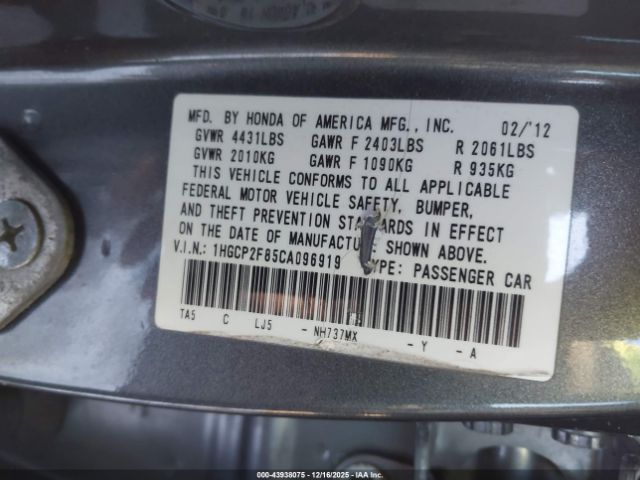 MFD. BY HONDA OF AMERICA MFG., INC. 02/'12
GVWR 4431LBS GAWR F 2403LBS R 2061LBS
GVWR 2010KG GAWR F 1090KG R 935KG
THIS VEHICLE CONFORMS TO ALL APPLICABLE
FEDERAL MOTOR VEHICLE SAFETY, BUMPER,
AND THEFT PREVENTION STANDARDS IN EFFECT
ON THE DATE OF MANUFACTURE SHOWN ABOVE.
V.I.N.: 1HGCP2F85CA096919 TYPE: PASSENGER CAR
TA5 C LJ5 - NH737MX - Y - A
-- 000-43938075 - 12/16/2025 - IAA Inc. --